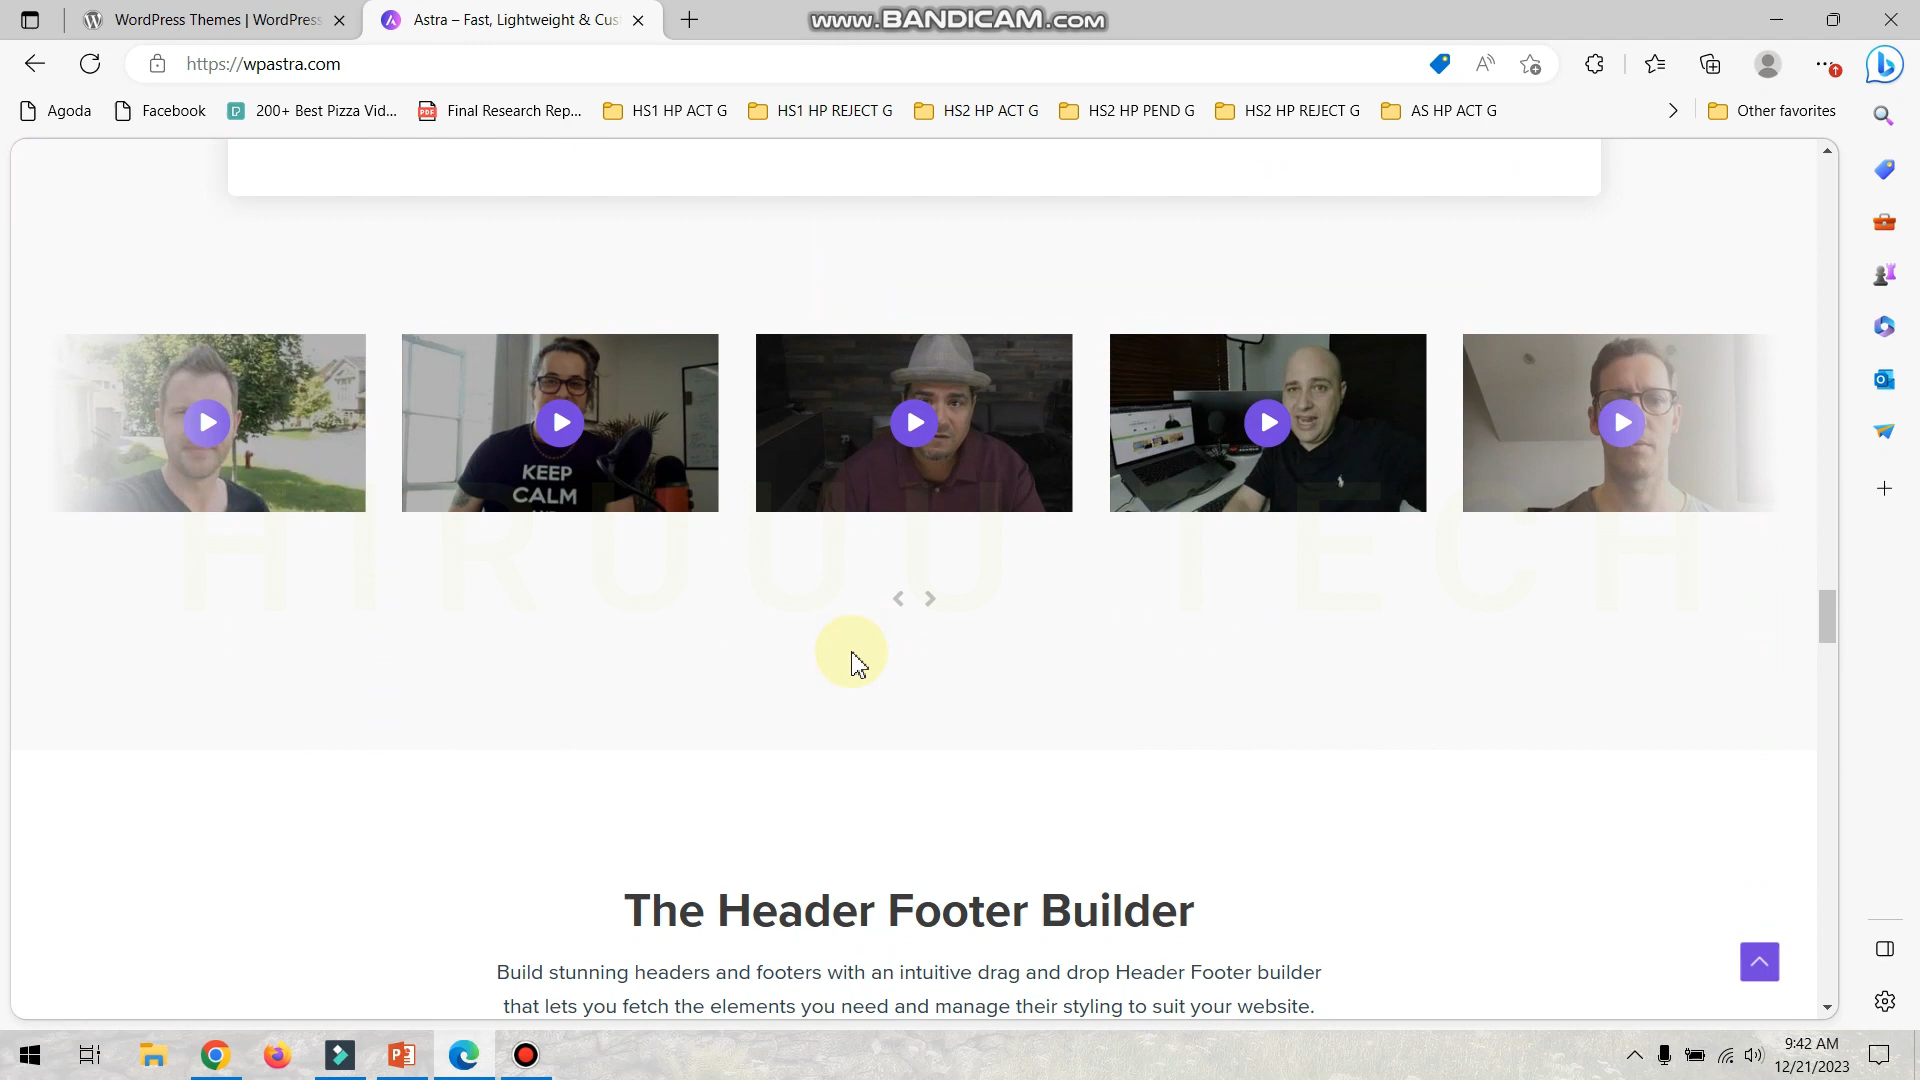 WordPress Themes | WordPress
Astra – Fast, Lightweight & Cus
www.BANDICAM.com
https://wpastra.com
Agoda
Facebook
200+ Best Pizza Vid...
Final Research Rep...
HS1 HP ACT G
HS1 HP REJECT G
HS2 HP ACT G
HS2 HP PEND G
HS2 HP REJECT G
AS HP ACT G
Other favorites
KEEP
CALM
HIRUUU TECH
The Header Footer Builder
Build stunning headers and footers with an intuitive drag and drop Header Footer builder
that lets you fetch the elements you need and manage their styling to suit your website.
9:42 AM
12/21/2023